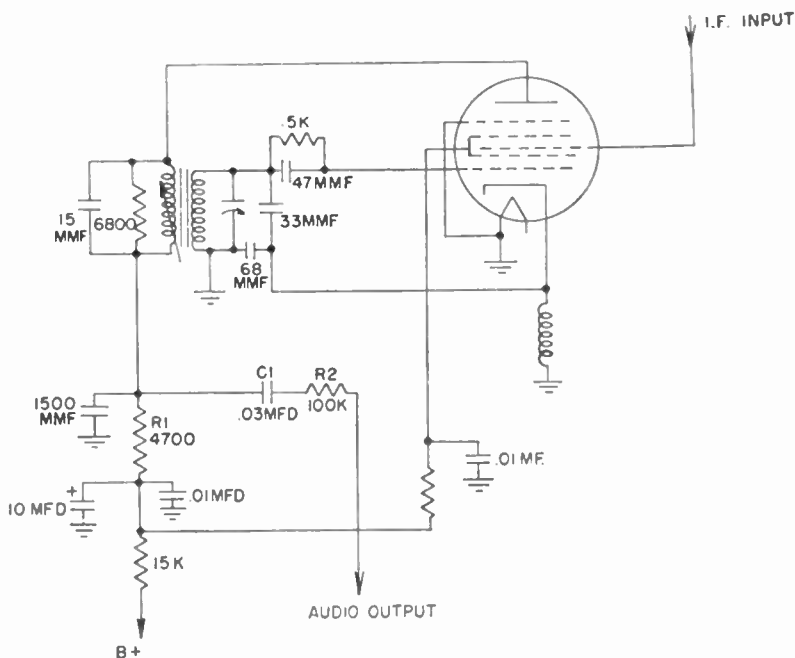 I.F. INPUT
.5K
47MMF
15
MMF
6800
33MMF
68
MMF
C1
R2
.03MFD
100K
1500
MMF
R1
4700
.01MF.
+
10 MFD
.01MFD
15K
AUDIO OUTPUT
B+